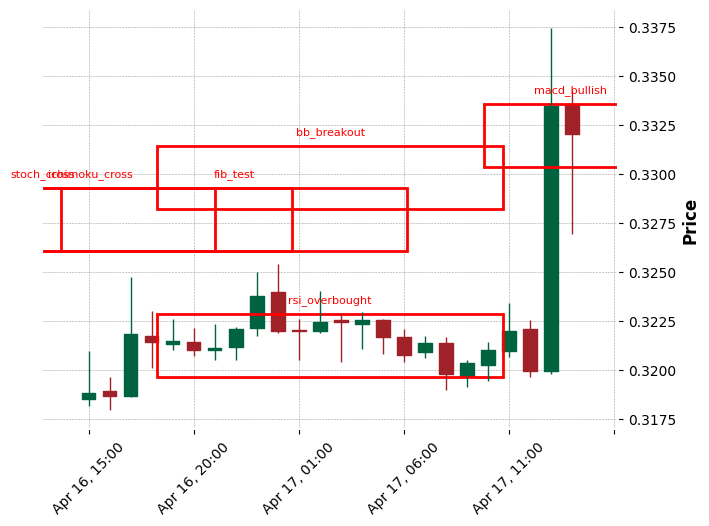 0.3375
0.3350
macd_bullish
0.3325
bb_breakout
0.3300
stoch_cross
ichimoku_cross
fib_test
0.3275
Price
0.3250
rsi_overbought
0.3225
0.3200
0.3175
Apr 16, 15:00
Apr 16, 20:00
Apr 17, 01:00
Apr 17, 06:00
Apr 17, 11:00